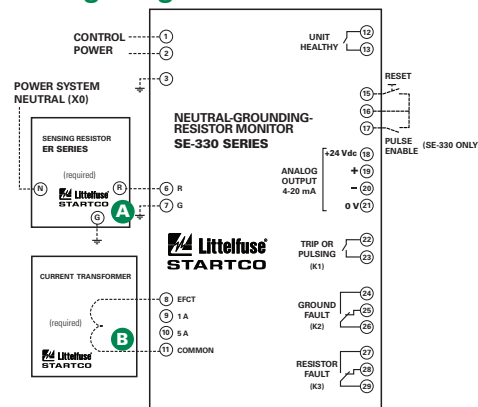 CONTROL
POWER
1
2
3
POWER SYSTEM
NEUTRAL (X0)
SENSING RESISTOR
ER SERIES
(required)
N
R
Littelfuse®
STARTCO
G
A
6 R
7 G
NEUTRAL-GROUNDING-
RESISTOR MONITOR
SE-330 SERIES
Littelfuse®
STARTCO
CURRENT TRANSFORMER
(required)
B
Littelfuse®
STARTCO
8 EFCT
9 1 A
10 5 A
11 COMMON
UNIT
HEALTHY
12
13
RESET
15
16
17
PULSE
ENABLE (SE-330 ONLY
ANALOG
OUTPUT
4-20 mA
+24 Vdc 18
+ 19
– 20
0 V 21
TRIP OR
PULSING
(K1)
22
23
GROUND
FAULT
(K2)
24
25
26
RESISTOR
FAULT
(K3)
27
28
29